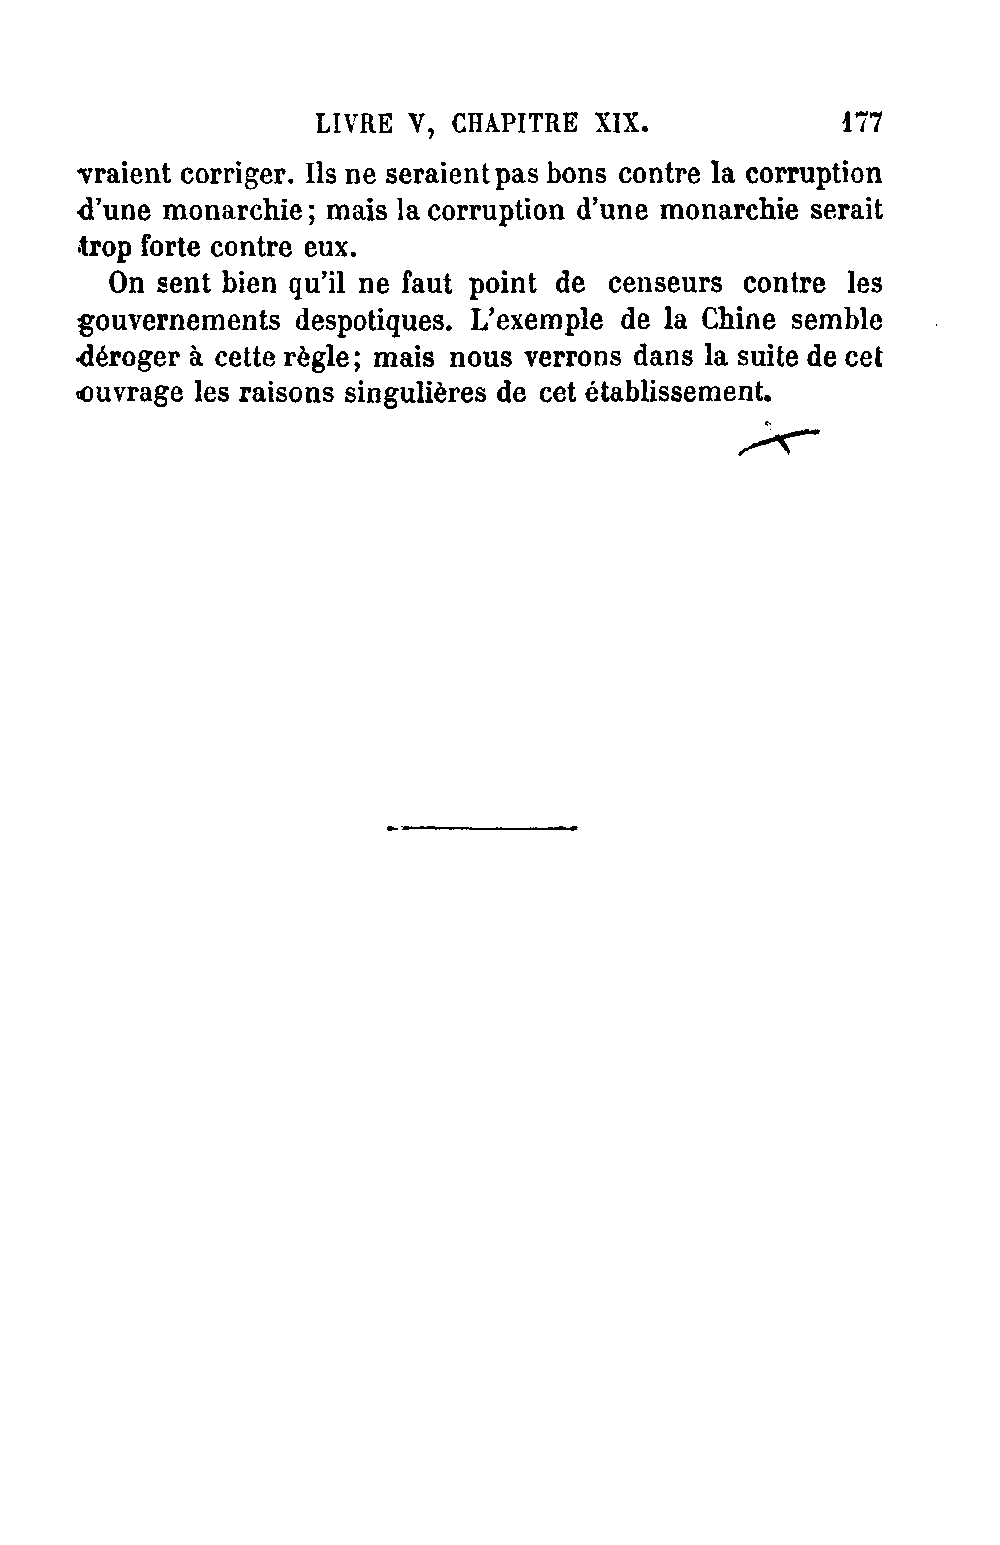 LIVRE V, CHAPITRE XIX. 177
vraient corriger. Ils ne seraient pas bons contre la corruption
d'une monarchie; mais la corruption d'une monarchie serait
trop forte contre eux.
On sent bien qu'il ne faut point de censeurs contre les
gouvernements despotiques. L'exemple de la Chine semble
déroger à cette règle; mais nous verrons dans la suite de cet
ouvrage les raisons singulières de cet établissement.